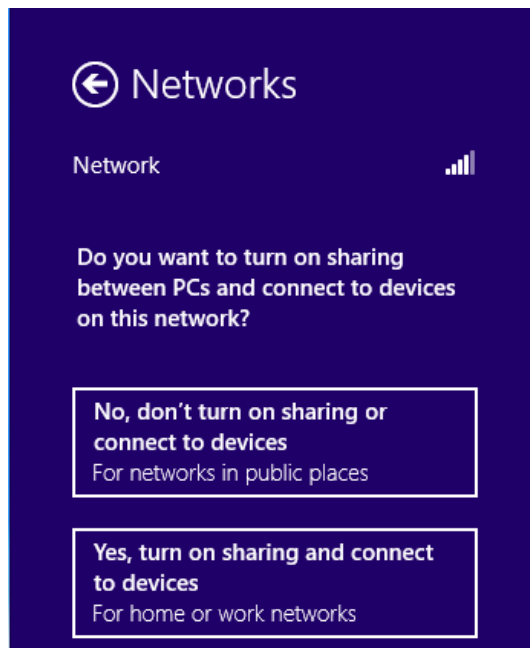 Networks
Network
Do you want to turn on sharing
between PCs and connect to devices
on this network?
No, don't turn on sharing or
connect to devices
For networks in public places
Yes, turn on sharing and connect
to devices
For home or work networks